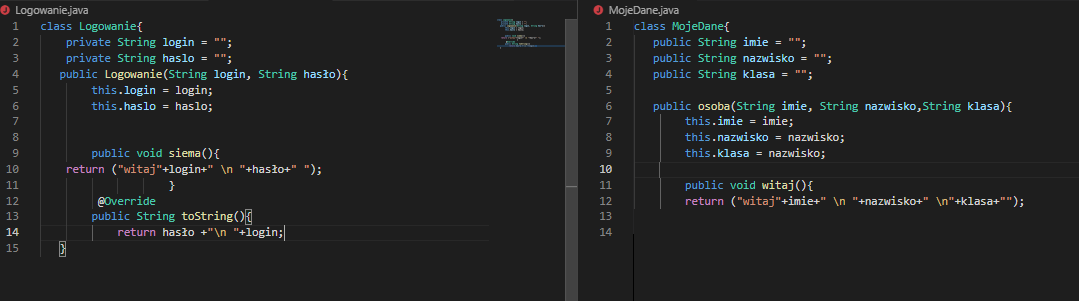 Logowanie.java
1 class Logowanie{
2 private String login = "";
3 private String haslo = "";
4 public Logowanie(String login, String hasło){
5 this.login = login;
6 this.haslo = haslo;
7
8
9 public void siema(){
10 return ("witaj"+login+" \n "+hasło+" ");
11 }
12 @Override
13 public String toString(){
14 return hasło +"\n "+login;
15 }
MojeDane.java
1 class MojeDane{
2 public String imie = "";
3 public String nazwisko = "";
4 public String klasa = "";
5
6 public osoba(String imie, String nazwisko,String klasa){
7 this.imie = imie;
8 this.nazwisko = nazwisko;
9 this.klasa = nazwisko;
10
11 public void witaj(){
12 return ("witaj"+imie+" \n "+nazwisko+" \n"+klasa+"");
13
14